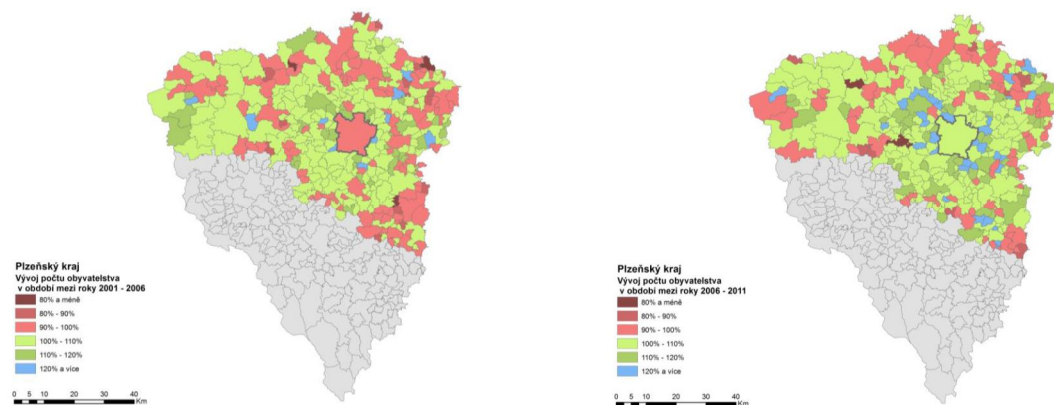 Plzeňský kraj
Vývoj počtu obyvatelstva
v období mezi roky 2001 - 2006
80% a méně
80% - 90%
90% - 100%
100% - 110%
110% - 120%
120% a více
0 5 10 20 30 40
Km
Plzeňský kraj
Vývoj počtu obyvatelstva
v období mezi roky 2006 - 2011
80% a méně
80% - 90%
90% - 100%
100% - 110%
110% - 120%
120% a více
0 5 10 20 30 40
Km